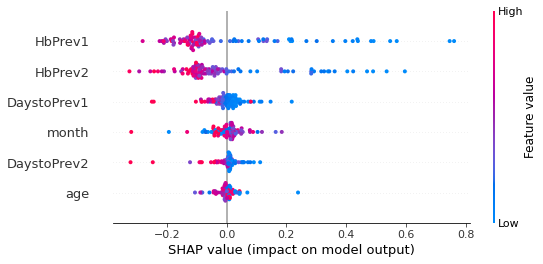 High
HbPrev1
HbPrev2
DaystoPrev1
month
DaystoPrev2
age
Feature value
Low
−0.2 0.0 0.2 0.4 0.6 0.8
SHAP value (impact on model output)